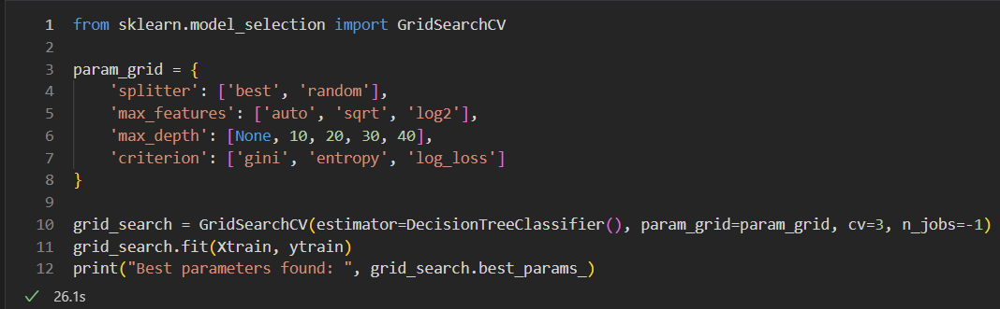 1 from sklearn.model_selection import GridSearchCV
2
3 param_grid = {
4     'splitter': ['best', 'random'],
5     'max_features': ['auto', 'sqrt', 'log2'],
6     'max_depth': [None, 10, 20, 30, 40],
7     'criterion': ['gini', 'entropy', 'log_loss']
8 }
9
10 grid_search = GridSearchCV(estimator=DecisionTreeClassifier(), param_grid=param_grid, cv=3, n_jobs=-1)
11 grid_search.fit(Xtrain, ytrain)
12 print("Best parameters found: ", grid_search.best_params_)
✓ 26.1s